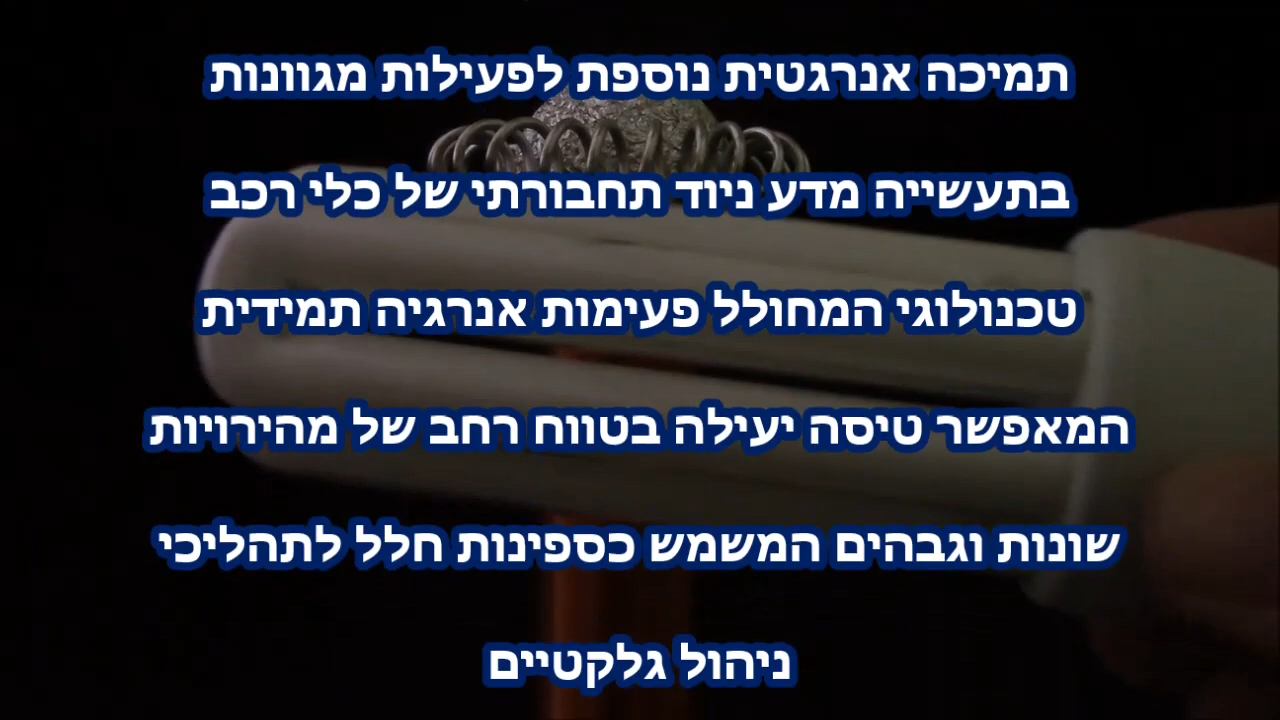 תמיכה אנרגטית נוספת לפעילות מגוונות
בתעשייה מדע ניוד תחבורתי של כלי רכב
טכנולוגי המחולל פעימות אנרגיה תמידית
המאפשר טיסה יעילה בטווח רחב של מהירויות
שונות וגבהים המשמש כספינות חלל לתהליכי
ניהול גלקטיים